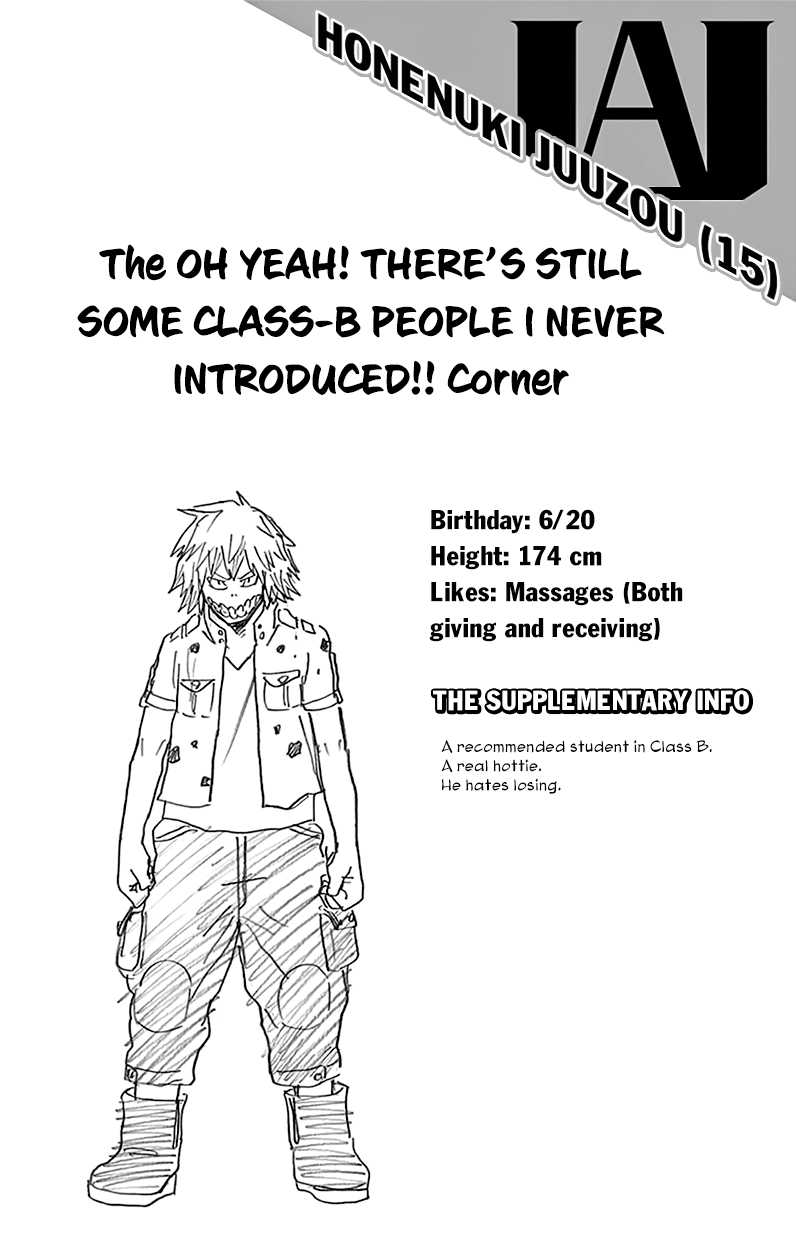 UA
HONENUKI JUUZOU (15)
The OH YEAH! THERE'S STILL
SOME CLASS-B PEOPLE I NEVER
INTRODUCED!! Corner
Birthday: 6/20
Height: 174 cm
Likes: Massages (Both
giving and receiving)
THE SUPPLEMENTARY INFO
A recommended student in Class B.
A real hottie.
He hates losing.